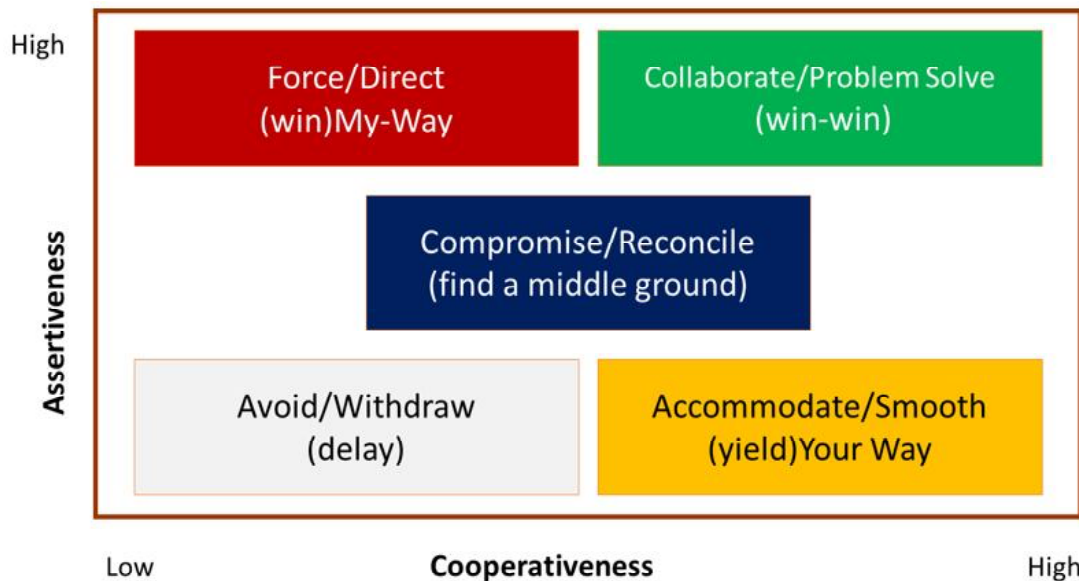 High
Force/Direct
(win)My-Way
Collaborate/Problem Solve
(win-win)
Assertiveness
Compromise/Reconcile
(find a middle ground)
Avoid/Withdraw
(delay)
Accommodate/Smooth
(yield)Your Way
Low
Cooperativeness
High